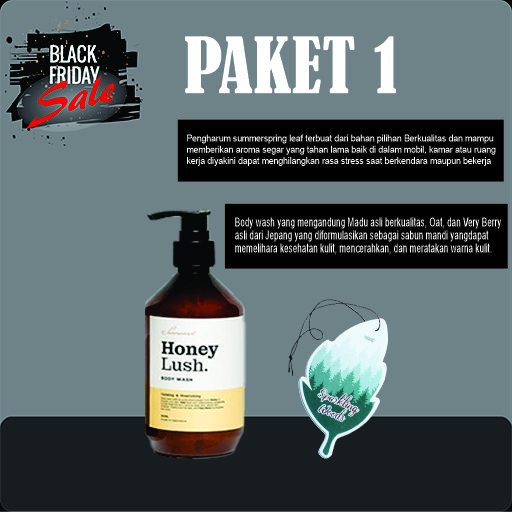 BLACK
FRIDAY
Sale
PAKET 1
Pengharum summerspring leaf terbuat dari bahan pilihan Berkualitas dan mampu
memberikan aroma segar yang tahan lama baik di dalam mobil, kamar atau ruang
kerja diyakini dapat menghilangkan rasa stress saat berkendara maupun bekerja
Body wash yang mengandung Madu asli berkualitas, Oat, dan Very Berry
asli dari Jepang yang diformulasikan sebagai sabun mandi yangdapat
memelihara kesehatan kulit, mencerahkan, dan meratakan warna kulit.
Honey
Lush.
BODY WASH
Sparkling
Woods